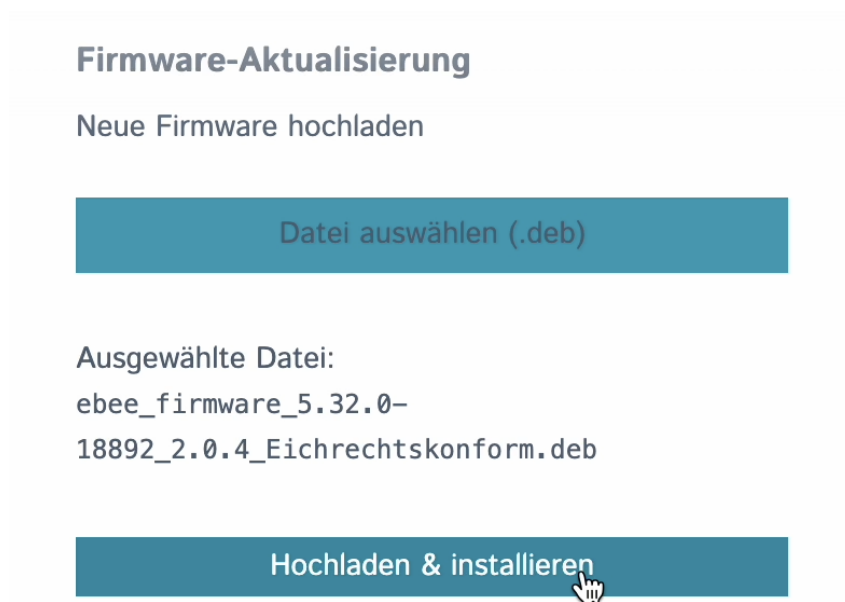 Firmware-Aktualisierung
Neue Firmware hochladen
Datei auswählen (.deb)
Ausgewählte Datei:
ebee_firmware_5.32.0-
18892_2.0.4_Eichrechtskonform.deb
Hochladen & installieren